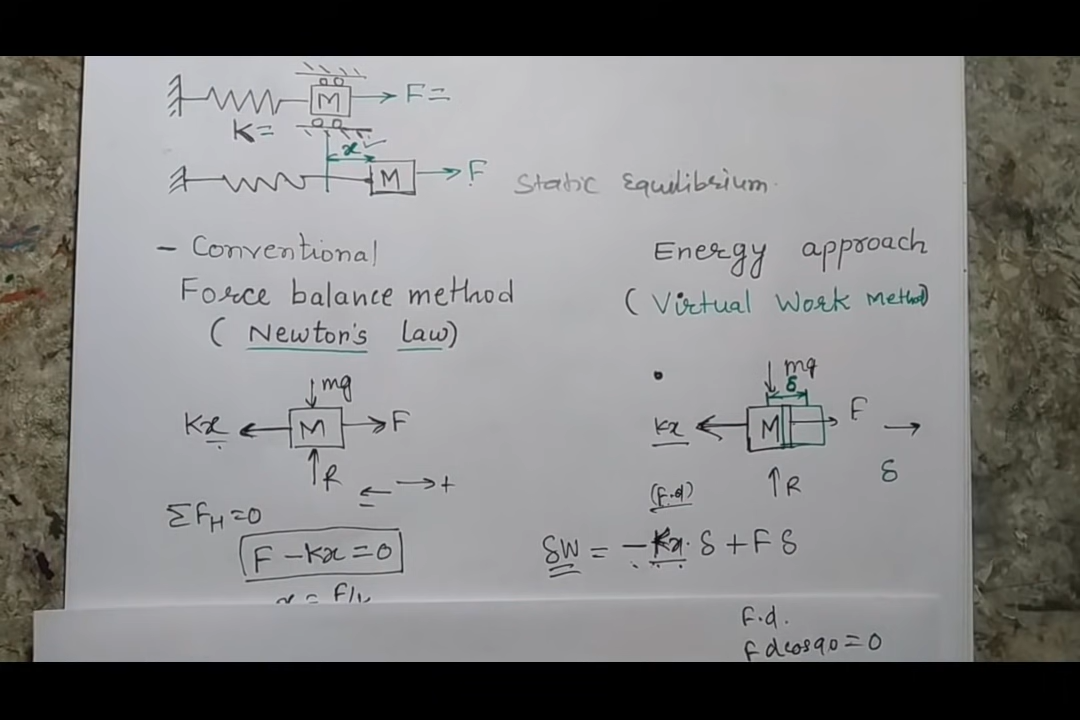 M F=
K=
x
M F
Static Equilibrium.
- Conventional
Force balance method
( Newton's Law)
mg
Kx M F
R
← → +
ΣFH=0
F - Kx = 0
x = F/k
Energy approach
( Virtual Work Method)
mg
δ
Kx M F
δ
(F.d)
R
δW = -Kx. δ + F δ
F.d.
F d cos 90 = 0